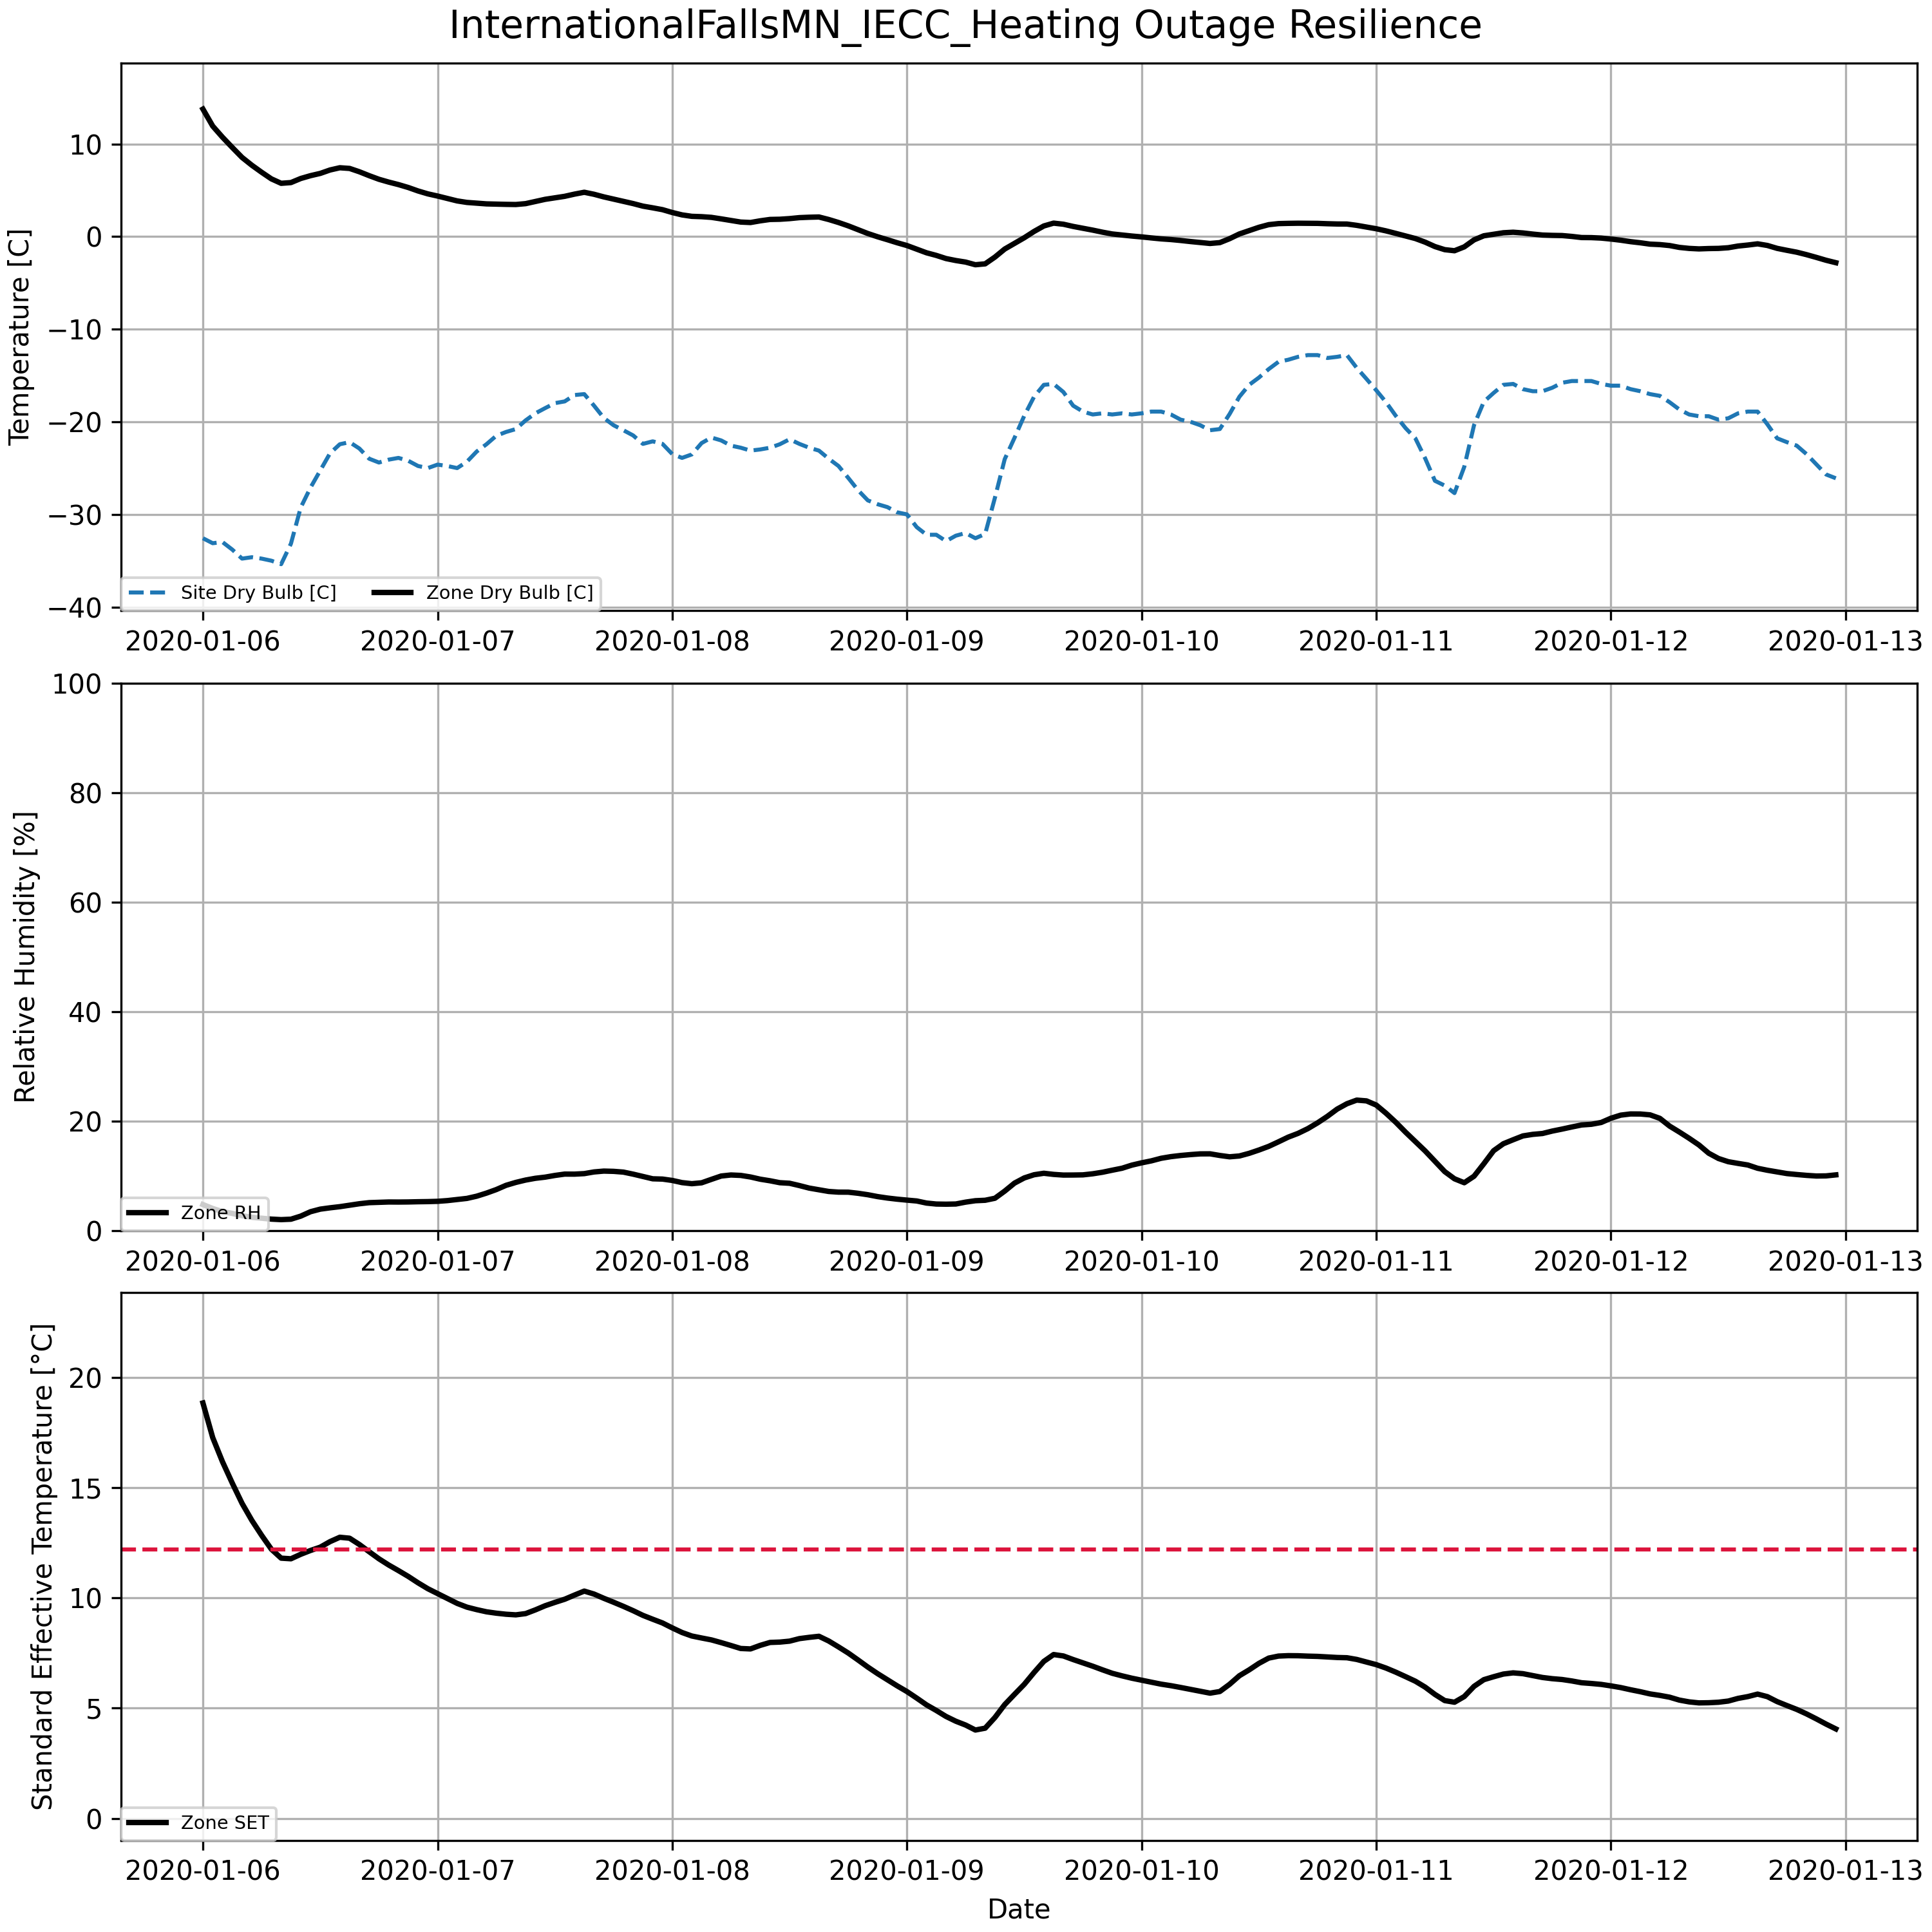 InternationalFallsMN_IECC_Heating Outage Resilience
Temperature [C]
10
0
−10
−20
−30
−40
Site Dry Bulb [C] Zone Dry Bulb [C]
2020-01-06 2020-01-07 2020-01-08 2020-01-09 2020-01-10 2020-01-11 2020-01-12 2020-01-13
Relative Humidity [%]
100
80
60
40
20
0
Zone RH
2020-01-06 2020-01-07 2020-01-08 2020-01-09 2020-01-10 2020-01-11 2020-01-12 2020-01-13
Standard Effective Temperature [°C]
20
15
10
5
0
Zone SET
2020-01-06 2020-01-07 2020-01-08 2020-01-09 2020-01-10 2020-01-11 2020-01-12 2020-01-13
Date